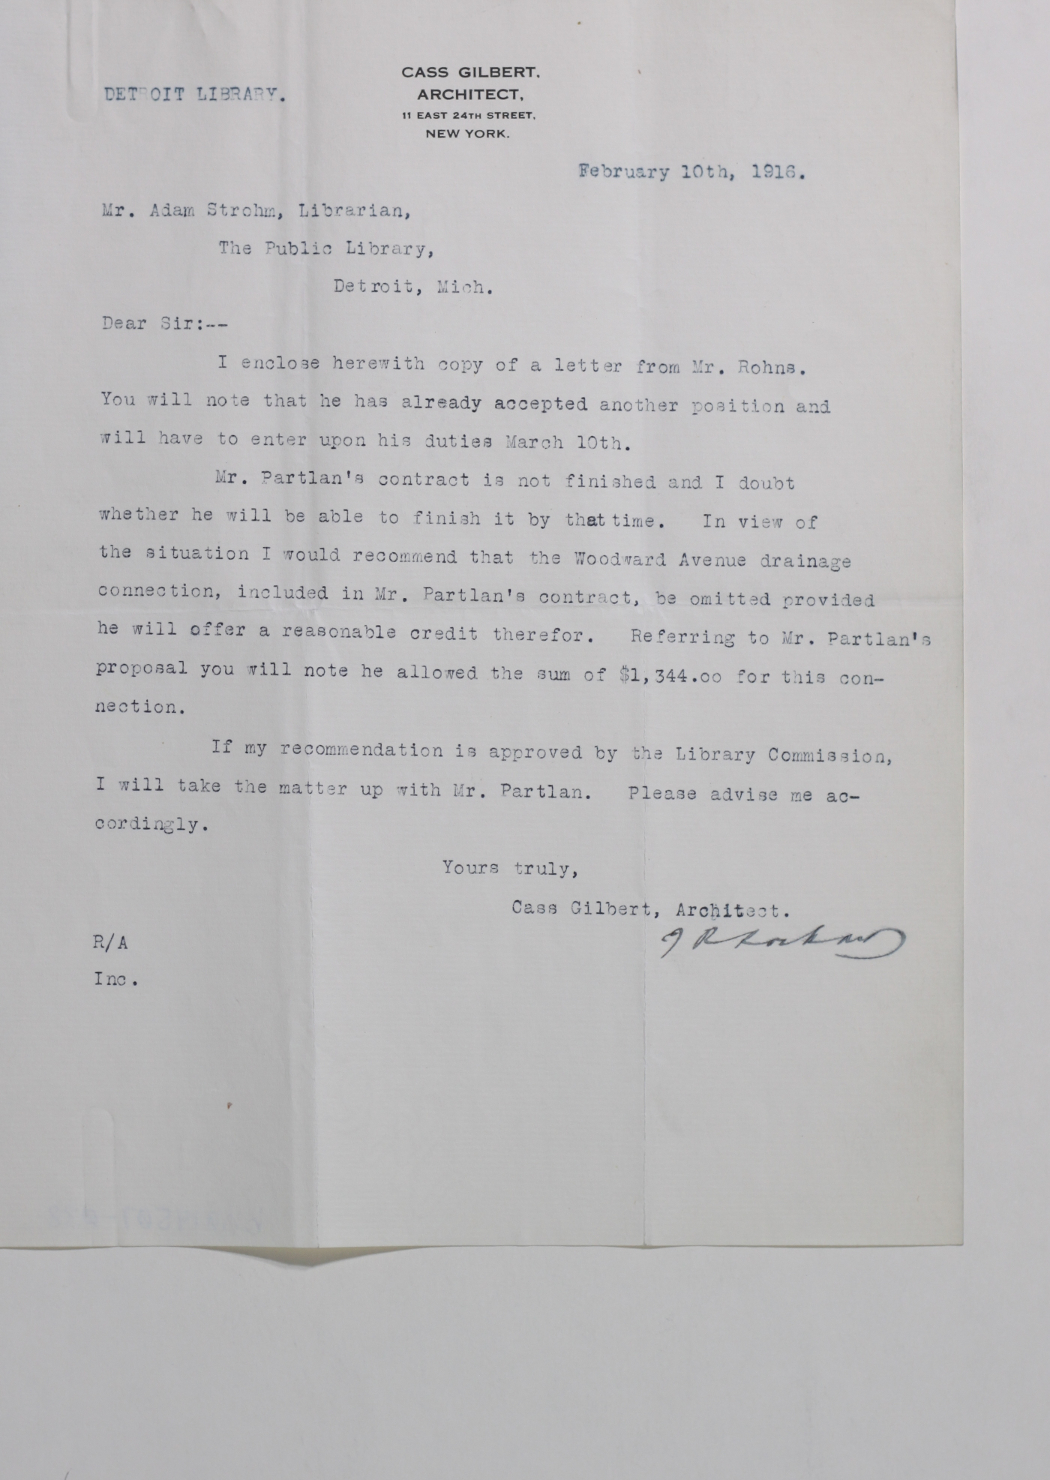 CASS GILBERT.
DETROIT LIBRARY.
ARCHITECT,
11 EAST 24TH STREET,
NEW YORK.
February 10th, 1916.
Mr. Adam Strohm, Librarian,
The Public Library,
Detroit, Mich.
Dear Sir:--
I enclose herewith copy of a letter from Mr. Rohns.
You will note that he has already accepted another position and
will have to enter upon his duties March 10th.
Mr. Partlan's contract is not finished and I doubt
whether he will be able to finish it by that time. In view of
the situation I would recommend that the Woodward Avenue drainage
connection, included in Mr. Partlan's contract, be omitted provided
he will offer a reasonable credit therefor. Referring to Mr. Partlan's
proposal you will note he allowed the sum of $1,344.00 for this con-
nection.
If my recommendation is approved by the Library Commission,
I will take the matter up with Mr. Partlan. Please advise me ac-
cordingly.
Yours truly,
Cass Gilbert, Architect.
R/A
Inc.